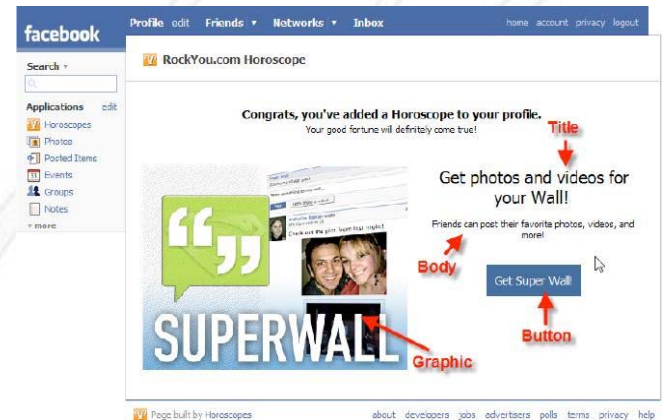 facebook
Profile edit Friends ▾ Networks ▾ Inbox
home account privacy logout
Search ▾
Applications edit
Horoscopes
Photos
Posted Items
Events
Groups
Notes
▾ more
RockYou.com Horoscope
Congrats, you've added a Horoscope to your profile.
Your good fortune will definitely come true!
Title
Get photos and videos for
your Wall!
Friends can post their favorite photos, videos, and
more!
Body
Get Super Wall
Button
SUPERWALL
Graphic
Page built by Horoscopes
about developers jobs advertisers polls terms privacy help